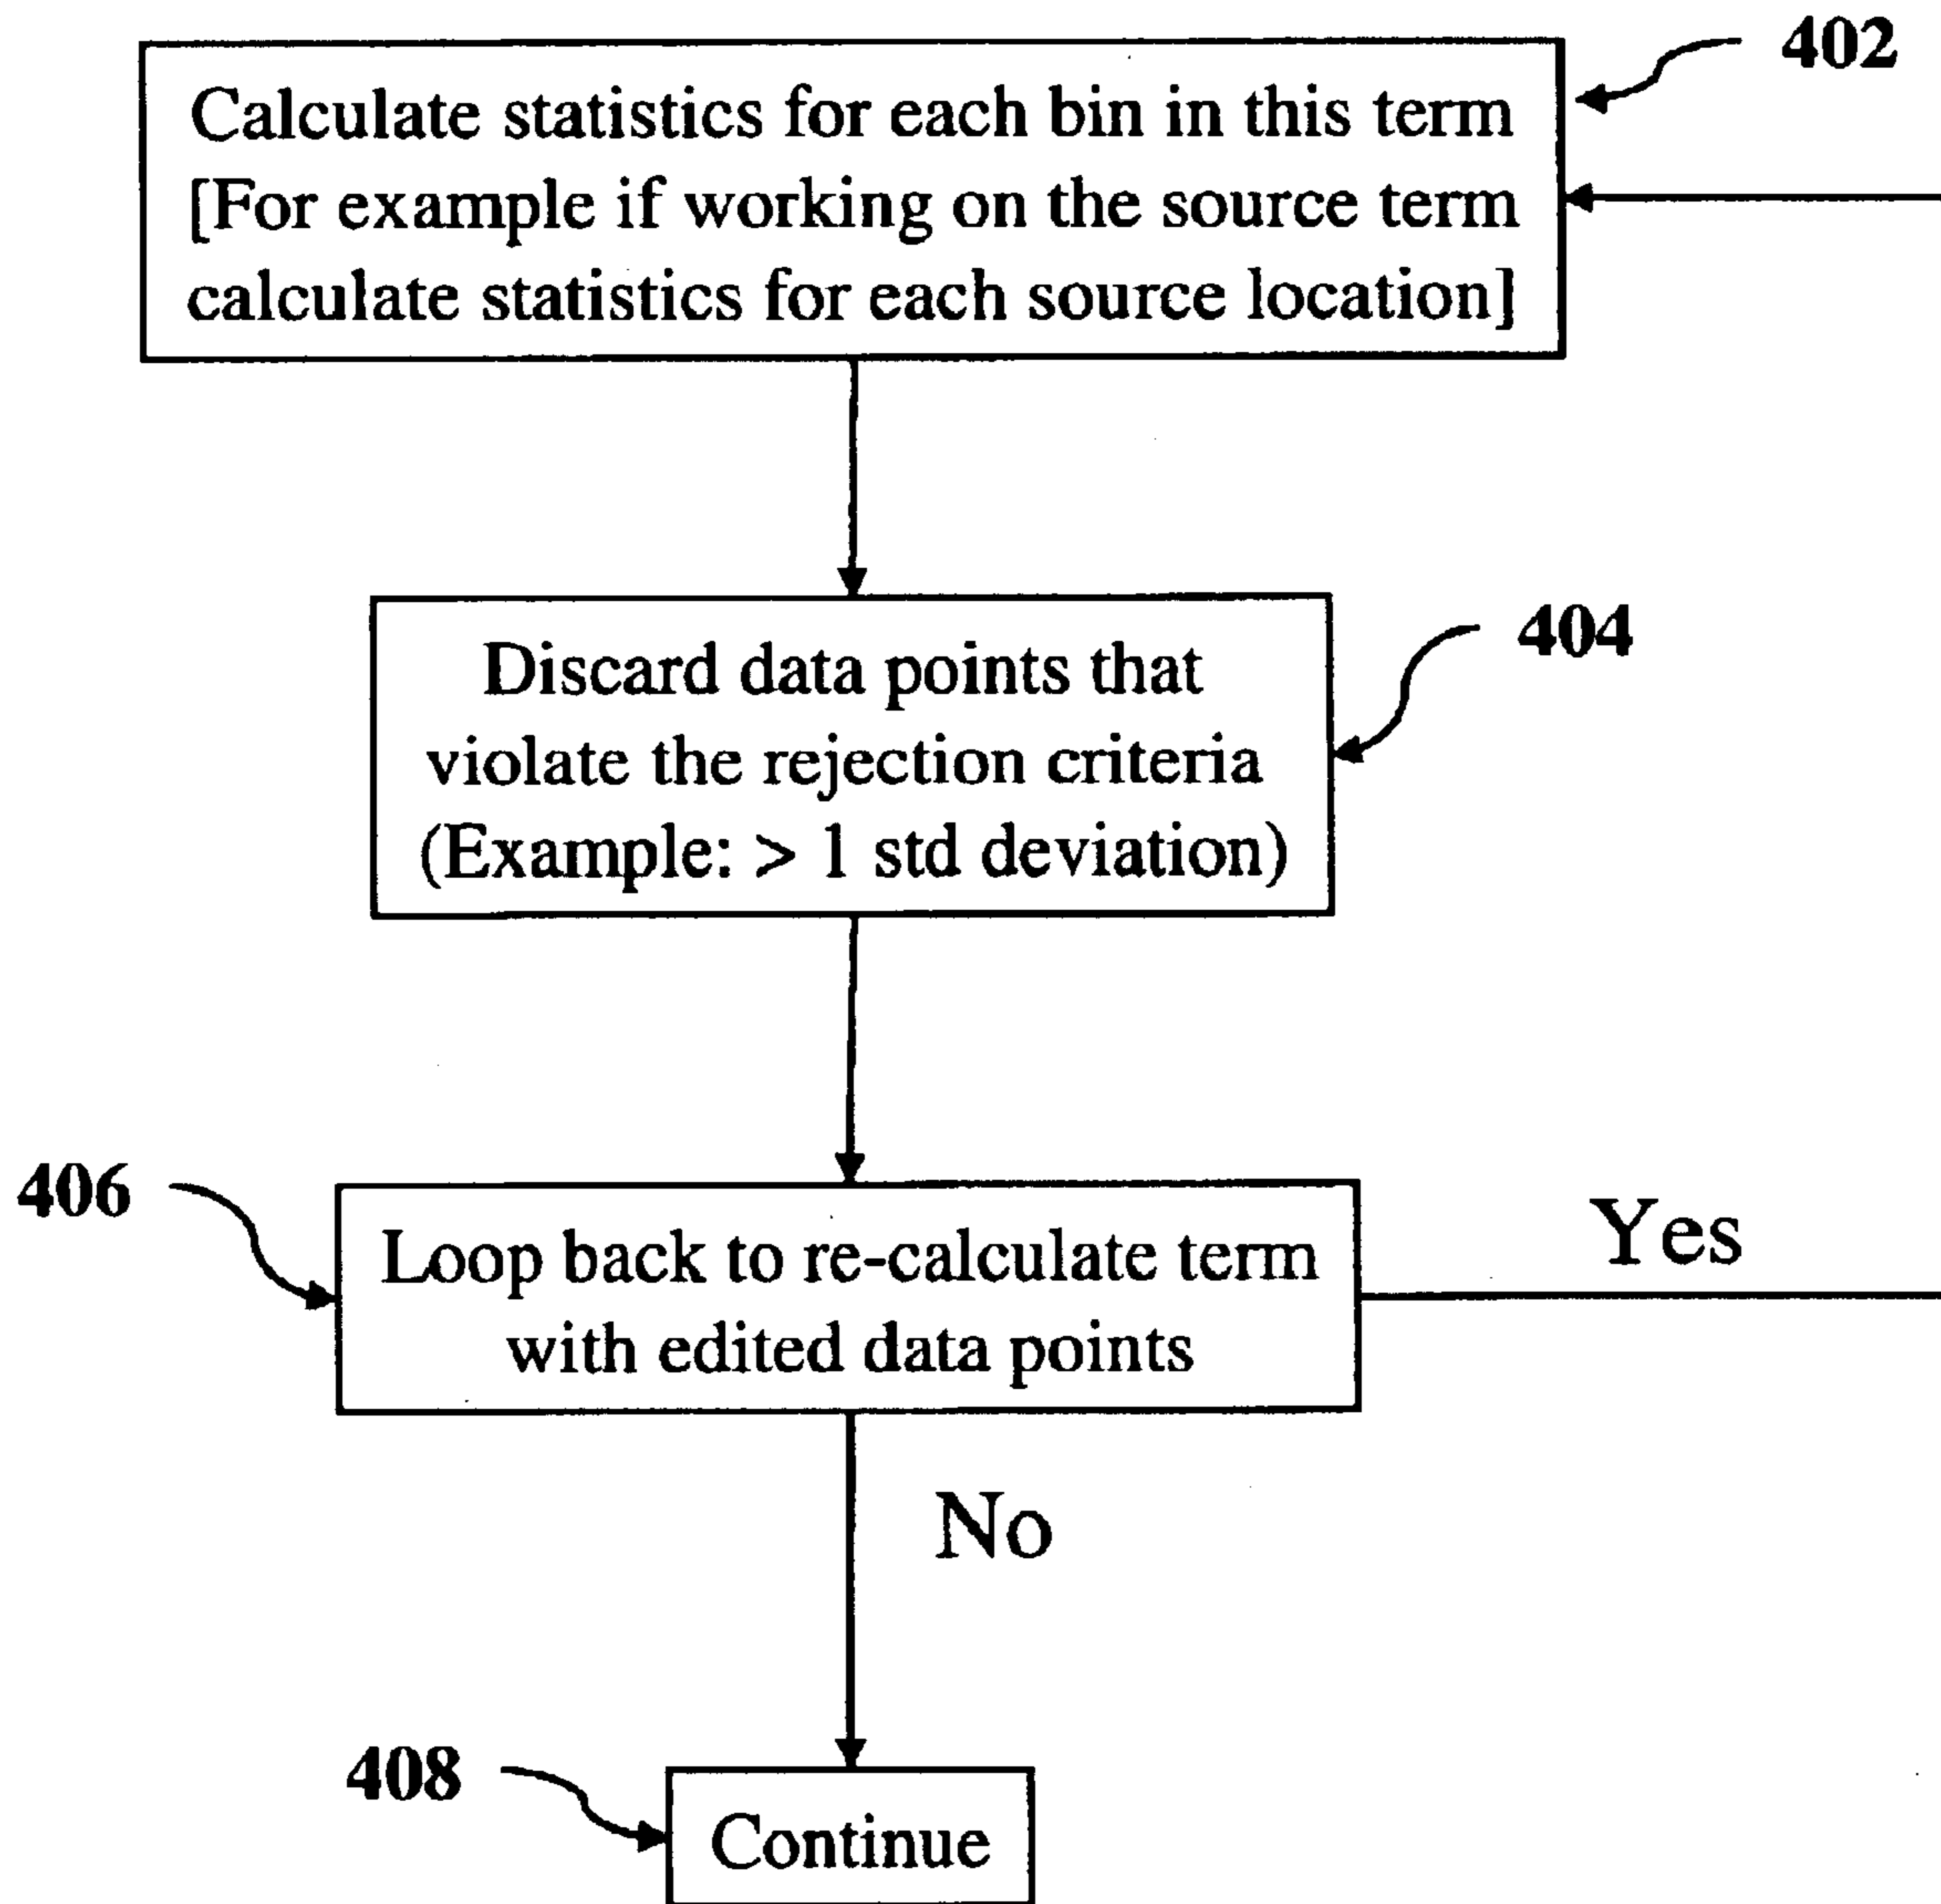 402
Calculate statistics for each bin in this term
[For example if working on the source term
calculate statistics for each source location]
404
Discard data points that
violate the rejection criteria
(Example: > 1 std deviation)
406
Loop back to re-calculate term
with edited data points
Yes
No
408
Continue